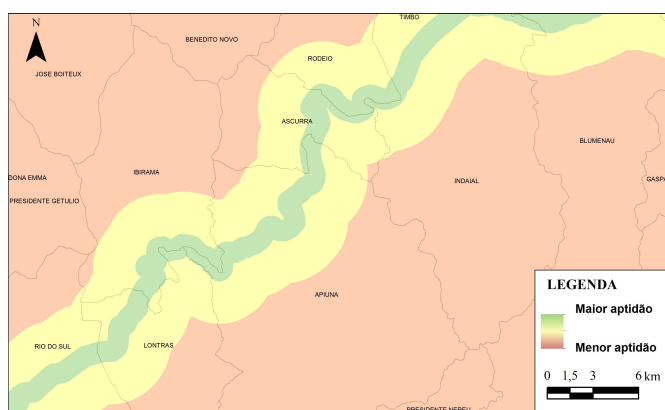 TIMBO
N
BENEDITO NOVO
RODEIO
JOSE BOITEUX
ASCURRA
BLUMENAU
IBIRAMA
DONA EMMA
INDAIAL
GASPA
PRESIDENTE GETULIO
LEGENDA
Maior aptidão
APIUNA
Menor aptidão
RIO DO SUL
LONTRAS
0 1,5 3 6 km
PRESIDENTE NEREU